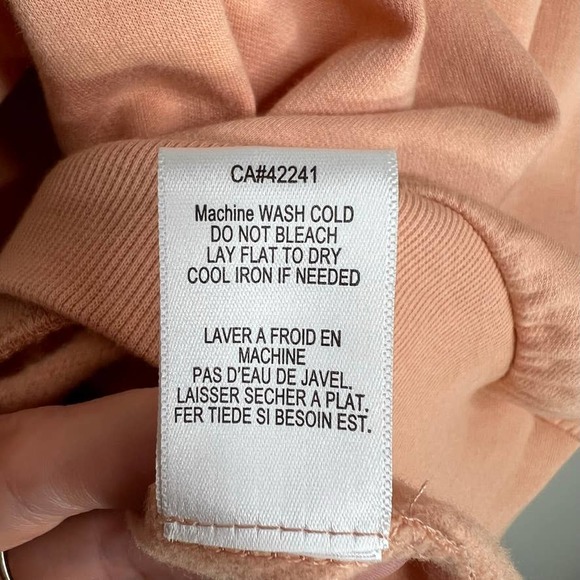 CA#42241
Machine WASH COLD
DO NOT BLEACH
LAY FLAT TO DRY
COOL IRON IF NEEDED
LAVER A FROID EN
MACHINE
PAS D'EAU DE JAVEL.
LAISSER SECHER A PLAT.
FER TIEDE SI BESOIN EST.